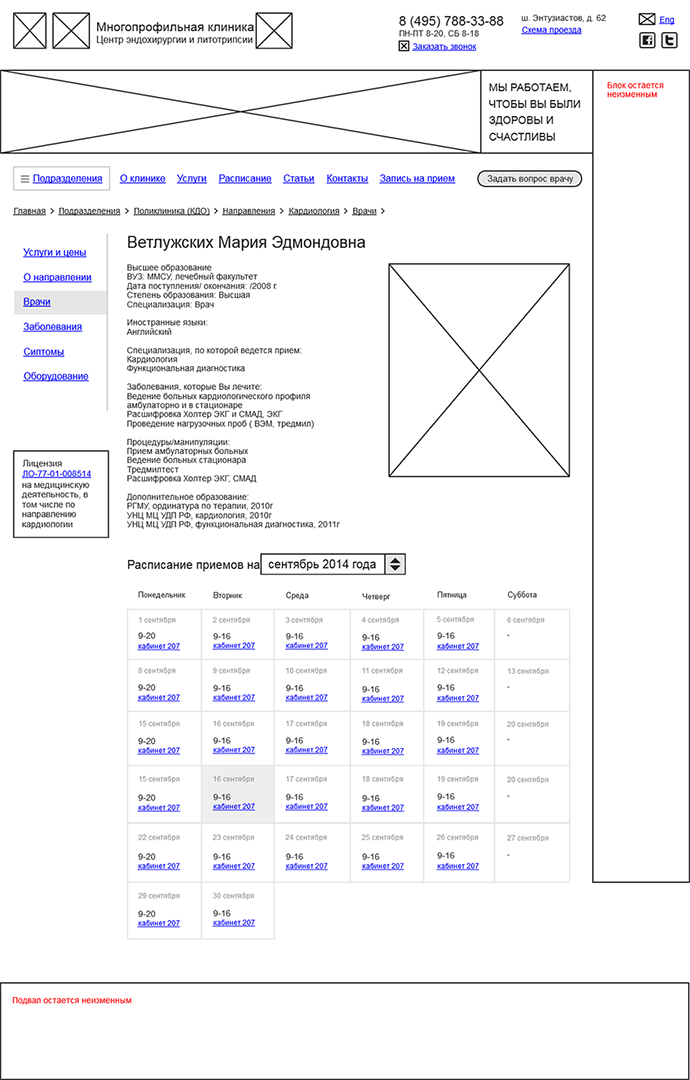 Многопрофильная клиника
Центр эндохирургии и литотрипсии
8 (495) 788-33-88
ПН-ПТ 8-20, СБ 8-18
Заказать звонок
ш. Энтузиастов, д. 62
Схема проезда
Eng
МЫ РАБОТАЕМ,
ЧТОБЫ ВЫ БЫЛИ
ЗДОРОВЫ И
СЧАСТЛИВЫ
Блок остается
неизменным
Подразделения О клинике Услуги Расписание Статьи Контакты Запись на прием Задать вопрос врачу
Главная > Подразделения > Поликлиника (КДО) > Направления > Кардиология > Врачи >
Услуги и цены
О направлении
Врачи
Заболевания
Сиптомы
Оборудование
Лицензия
ЛО-77-01-008514
на медицинскую
деятельность, в
том числе по
направлению
кардиологии
Ветлужских Мария Эдмондовна
Высшее образование
ВУЗ: ММСУ, лечебный факультет
Дата поступления/ окончания: /2008 г.
Степень образования: Высшая
Специализация: Врач
Иностранные языки:
Английский
Специализация, по которой ведется прием:
Кардиология
Функциональная диагностика
Заболевания, которые Вы лечите:
Ведение больных кардиологического профиля
амбулаторно и в стационаре
Расшифровка Холтер ЭКГ и СМАД, ЭКГ
Проведение нагрузочных проб ( ВЭМ, тредмил)
Процедуры/манипуляции:
Прием амбулаторных больных
Ведение больных стационара
Тредмилтест
Расшифровка Холтер ЭКГ, СМАД
Дополнительное образование:
РГМУ, ординатура по терапии, 2010г
УНЦ МЦ УДП РФ, кардиология, 2010г
УНЦ МЦ УДП РФ, функциональная диагностика, 2011г
Расписание приемов на сентябрь 2014 года
Понедельник Вторник Среда Четверг Пятница Суббота
1 сентября 2 сентября 3 сентября 4 сентября 5 сентября 6 сентября
9-20 9-16 9-16 9-16 9-16 -
кабинет 207 кабинет 207 кабинет 207 кабинет 207 кабинет 207
8 сентября 9 сентября 10 сентября 11 сентября 12 сентября 13 сентября
9-20 9-16 9-16 9-16 9-16 -
кабинет 207 кабинет 207 кабинет 207 кабинет 207 кабинет 207
15 сентября 16 сентября 17 сентября 18 сентября 19 сентября 20 сентября
9-20 9-16 9-16 9-16 9-16 -
кабинет 207 кабинет 207 кабинет 207 кабинет 207 кабинет 207
15 сентября 16 сентября 17 сентября 18 сентября 19 сентября 20 сентября
9-20 9-16 9-16 9-16 9-16 -
кабинет 207 кабинет 207 кабинет 207 кабинет 207 кабинет 207
22 сентября 23 сентября 24 сентября 25 сентября 26 сентября 27 сентября
9-20 9-16 9-16 9-16 9-16 -
кабинет 207 кабинет 207 кабинет 207 кабинет 207 кабинет 207
29 сентября 30 сентября
9-20 9-16
кабинет 207 кабинет 207
Подвал остается неизменным